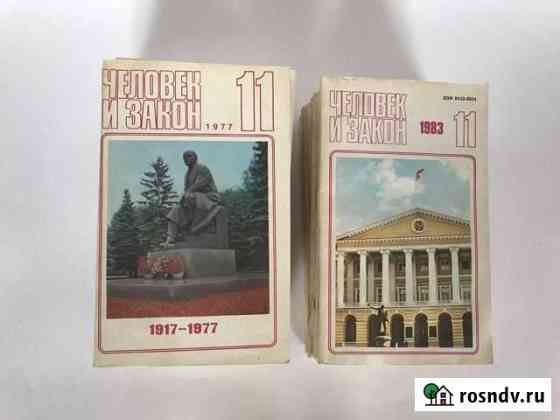 ЧЕЛОВЕК
И ЗАКОН
1977
11
1917–1977
ЧЕЛОВЕК
И ЗАКОН
1983
11
rosndv.ru